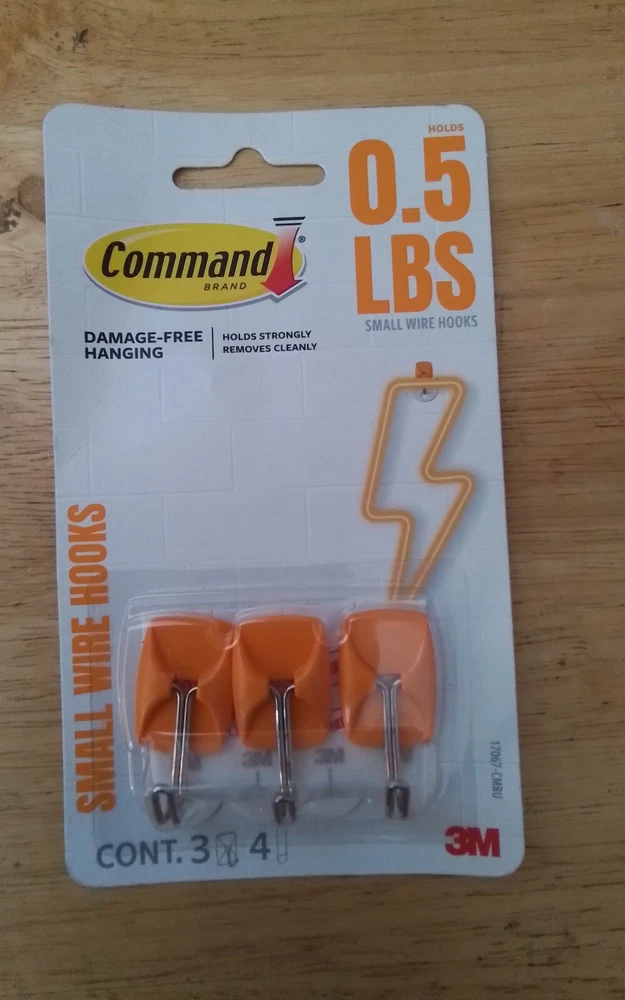 HOLDS
0.5
LBS
SMALL WIRE HOOKS
Command®
BRAND
DAMAGE-FREE
HANGING
HOLDS STRONGLY
REMOVES CLEANLY
SMALL WIRE HOOKS
17067-CMBU
3M 3M
CONT. 3 4
3M